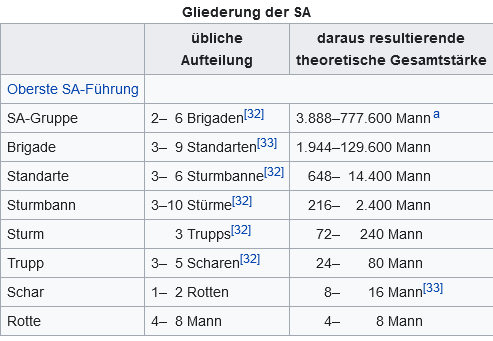 Gliederung der SA
übliche
Aufteilung
daraus resultierende
theoretische Gesamtstärke
Oberste SA-Führung
SA-Gruppe 2– 6 Brigaden[32] 3.888–777.600 Mann a
Brigade 3– 9 Standarten[33] 1.944–129.600 Mann
Standarte 3– 6 Sturmbanne[32] 648– 14.400 Mann
Sturmbann 3–10 Stürme[32] 216– 2.400 Mann
Sturm 3 Trupps[32] 72– 240 Mann
Trupp 3– 5 Scharen[32] 24– 80 Mann
Schar 1– 2 Rotten 8– 16 Mann[33]
Rotte 4– 8 Mann 4– 8 Mann